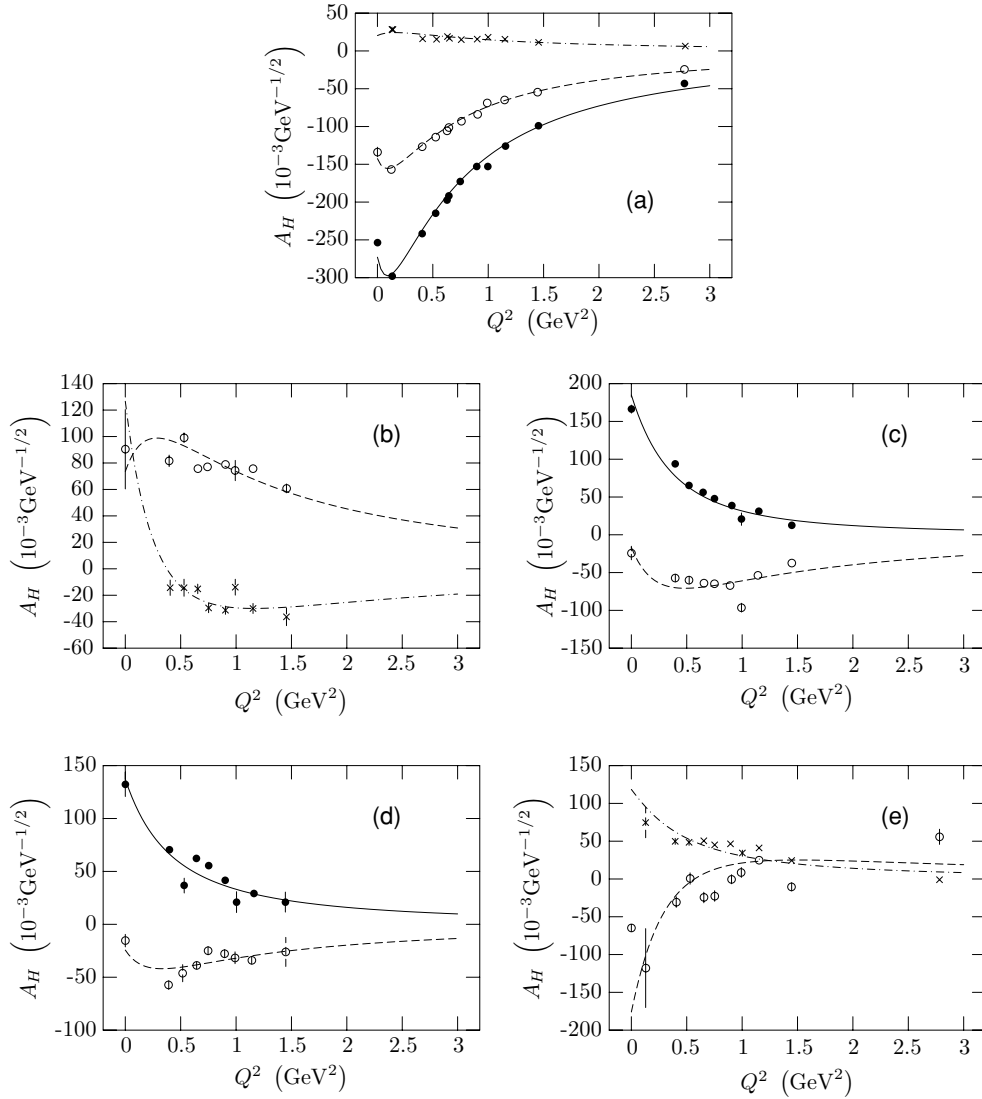 50
0
-50
-100
-150
-200
-250
-300
A_H (10^{-3}GeV^{-1/2})
(a)
0 0.5 1 1.5 2 2.5 3
Q^2 (GeV^2)
140
120
100
80
60
40
20
0
-20
-40
-60
A_H (10^{-3}GeV^{-1/2})
(b)
0 0.5 1 1.5 2 2.5 3
Q^2 (GeV^2)
200
150
100
50
0
-50
-100
-150
A_H (10^{-3}GeV^{-1/2})
(c)
0 0.5 1 1.5 2 2.5 3
Q^2 (GeV^2)
150
100
50
0
-50
-100
A_H (10^{-3}GeV^{-1/2})
(d)
0 0.5 1 1.5 2 2.5 3
Q^2 (GeV^2)
150
100
50
0
-50
-100
-150
-200
A_H (10^{-3}GeV^{-1/2})
(e)
0 0.5 1 1.5 2 2.5 3
Q^2 (GeV^2)